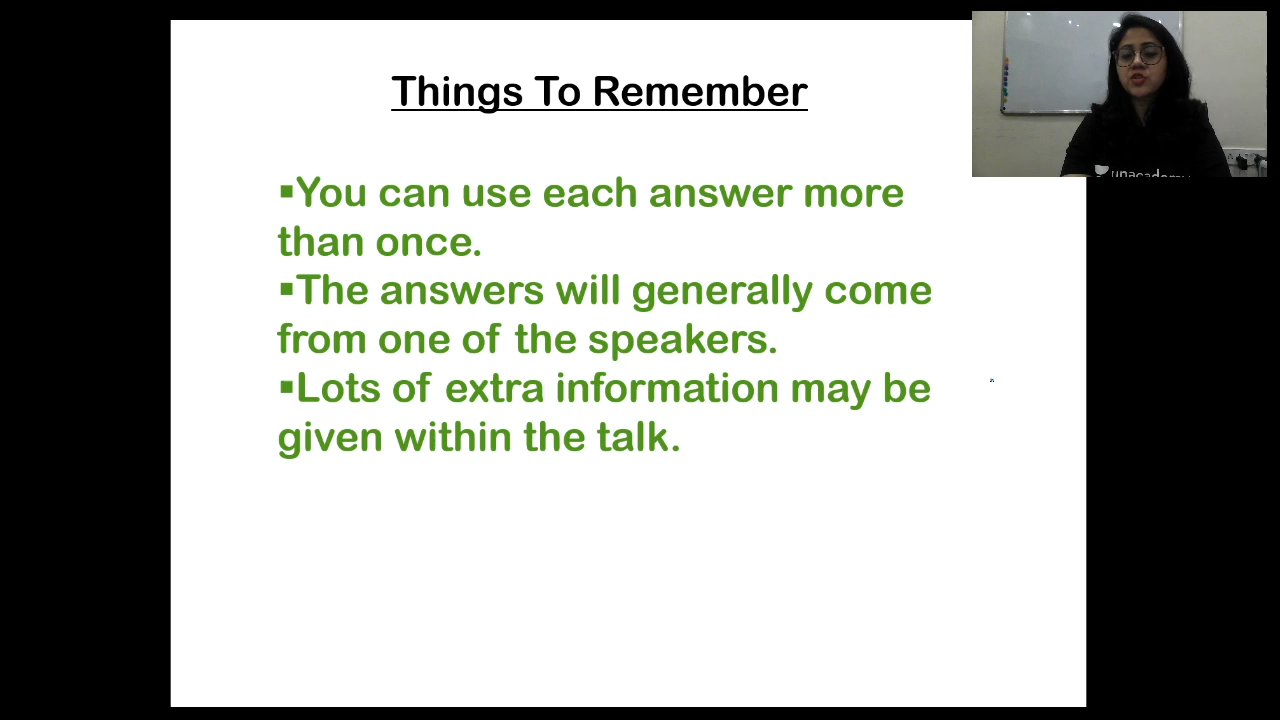 Things To Remember
▪You can use each answer more
than once.
▪The answers will generally come
from one of the speakers.
▪Lots of extra information may be
given within the talk.
unacademy